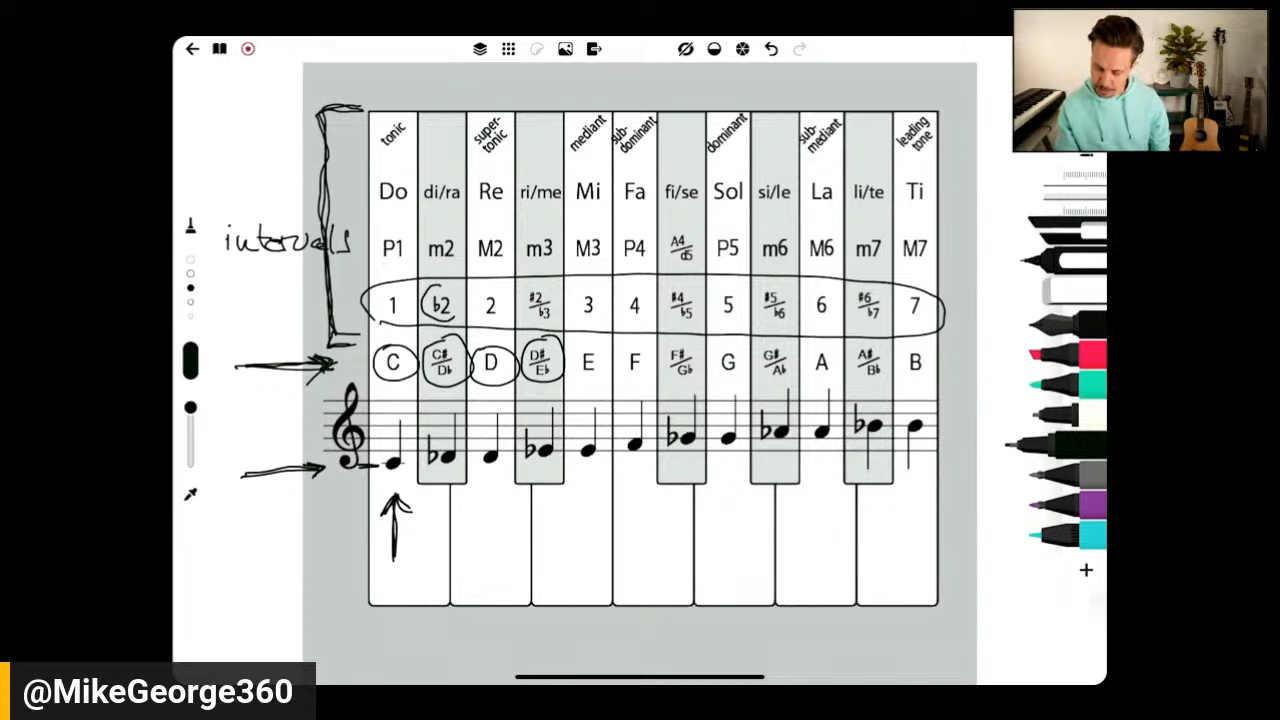 tonic super-tonic mediant sub-dominant dominant sub-mediant leading tone
Do di/ra Re ri/me Mi Fa fi/se Sol si/le La li/te Ti
intervals
P1 m2 M2 m3 M3 P4 A4/d5 P5 m6 M6 m7 M7
1 b2 2 #2/b3 3 4 #4/b5 5 #5/b6 6 #6/b7 7
C C#/Db D D#/Eb E F F#/Gb G G#/Ab A A#/Bb B
@MikeGeorge360